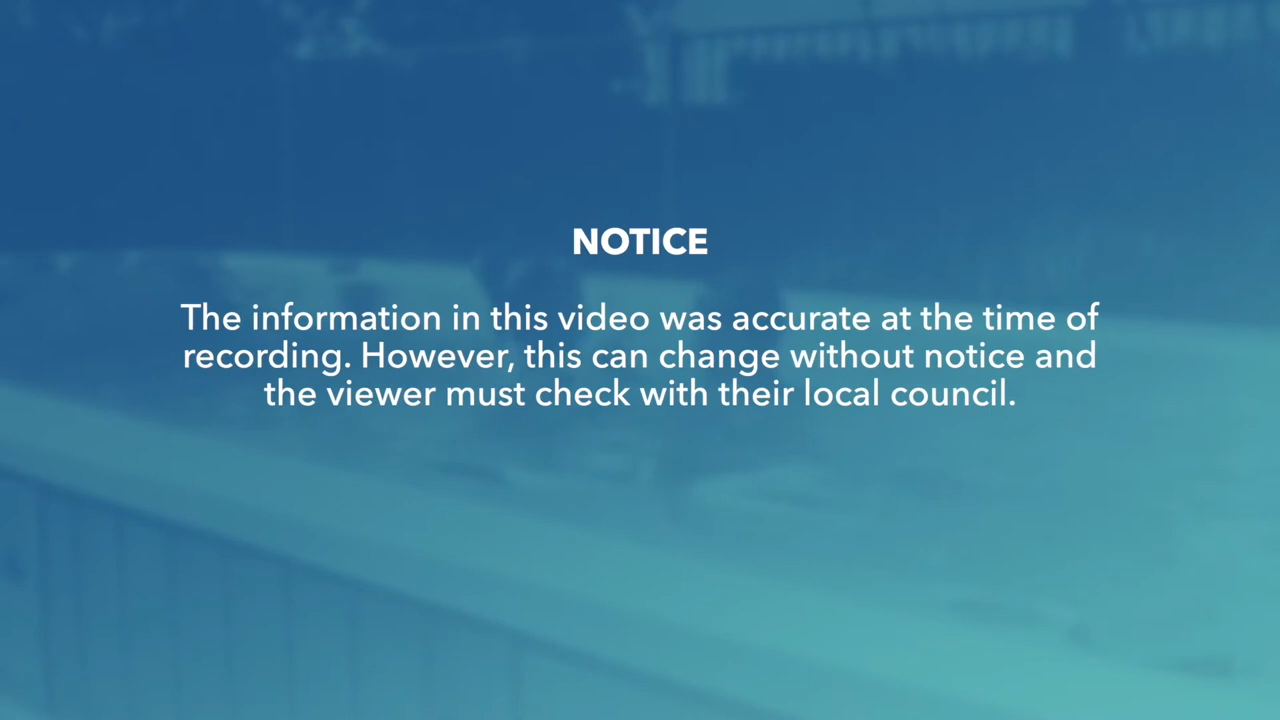 NOTICE
The information in this video was accurate at the time of
recording. However, this can change without notice and
the viewer must check with their local council.